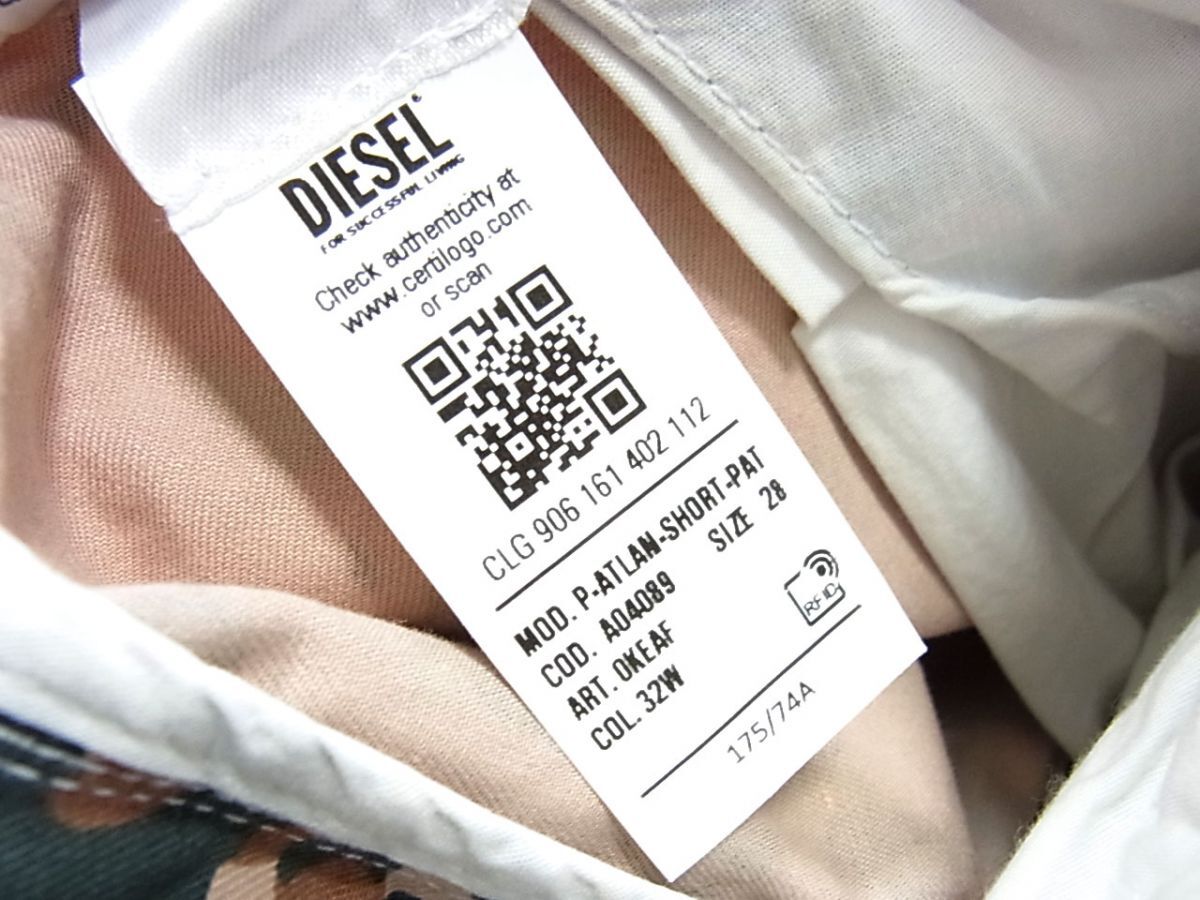 DIESEL
FOR SUCCESSFUL LIVING
Check authenticity at
www.certilogo.com
or scan
CLG 906 161 402 112
MOD. P-ATLAN-SHORT-PAT
COD. A04089 SIZE 28
ART. 0KEAF
COL. 32W
RFID
175/74A